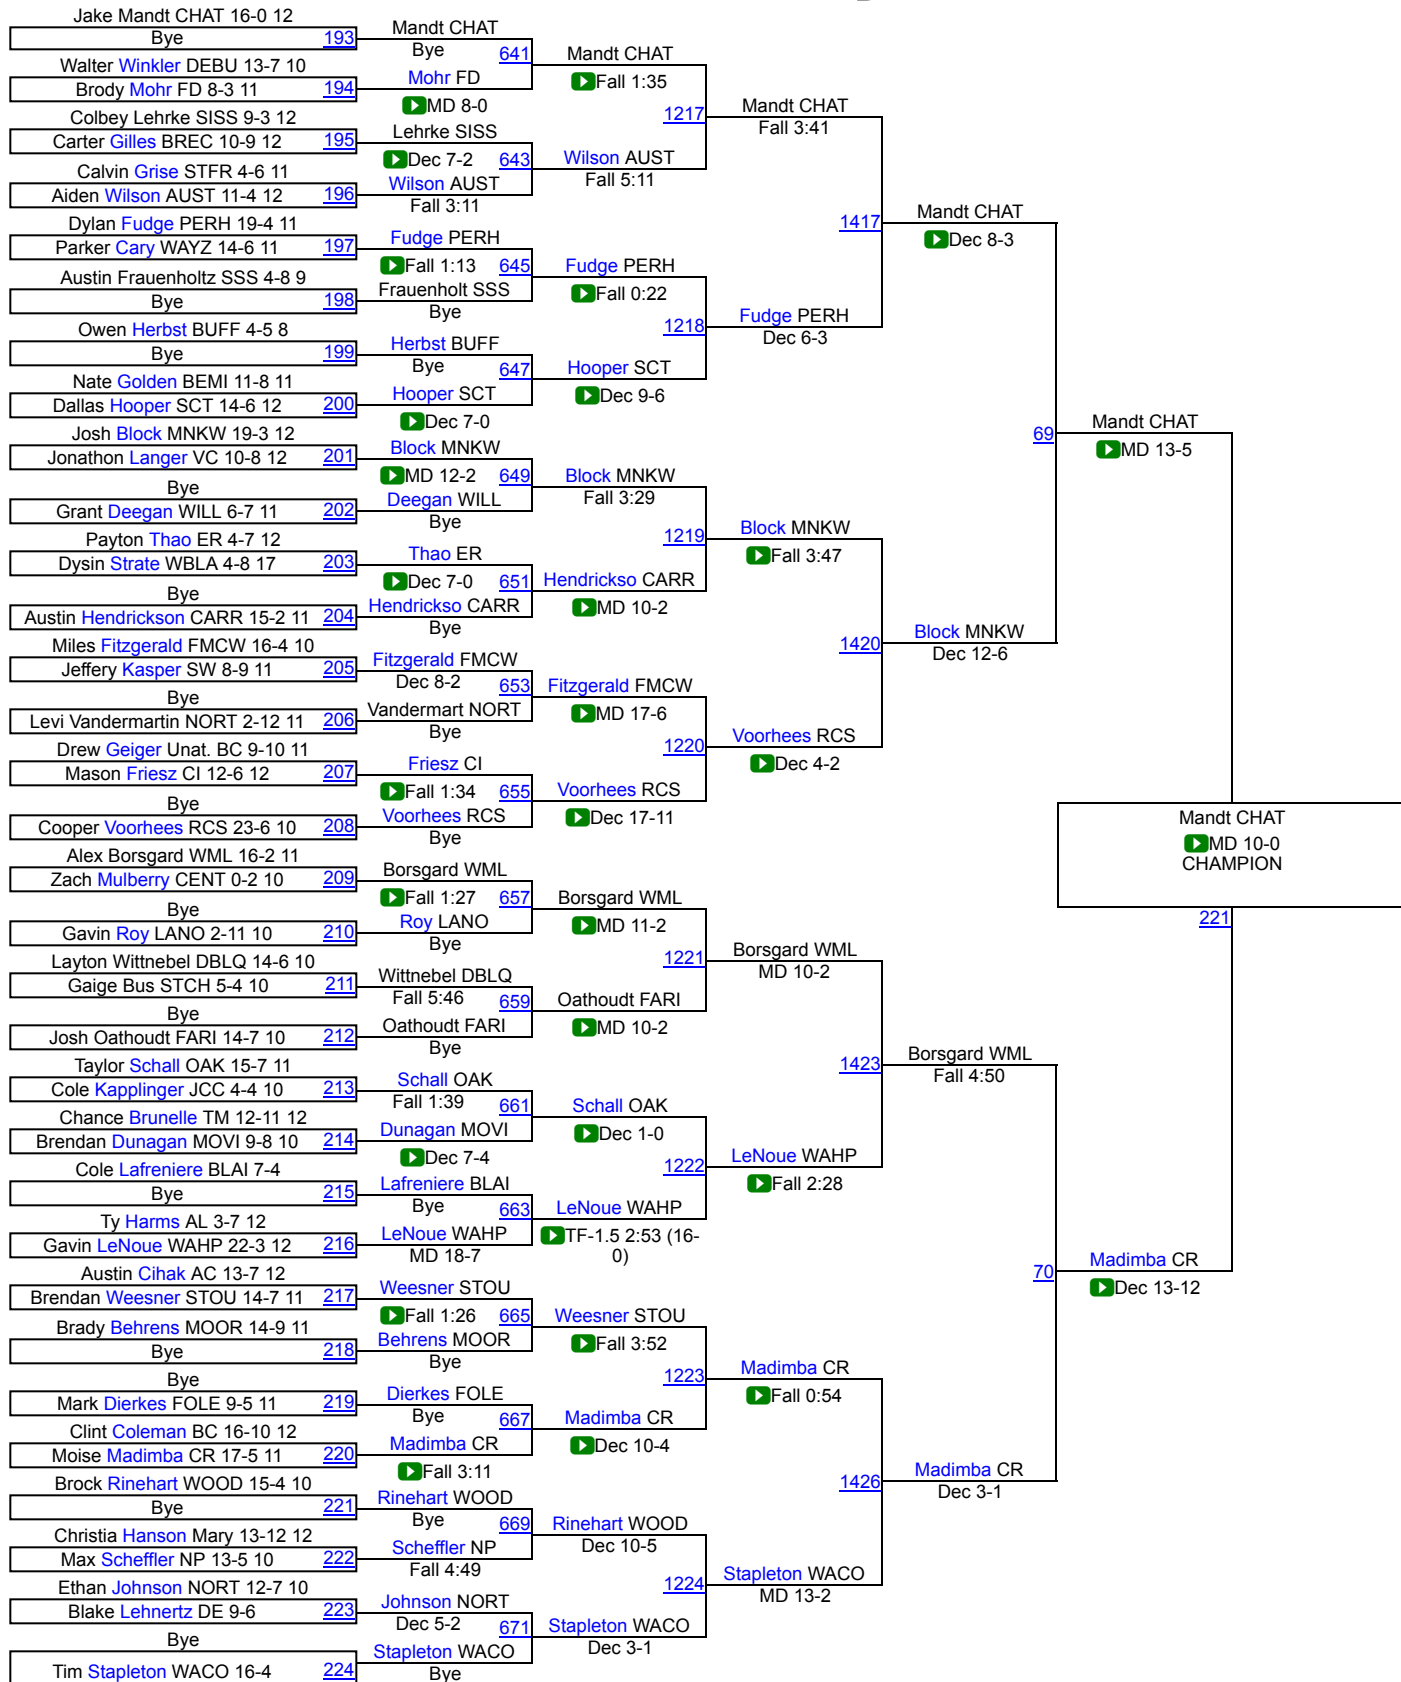 Jake Mandt CHAT 16-0 12
Bye 193
Walter Winkler DEBU 13-7 10
Brody Mohr FD 8-3 11 194
Colbey Lehrke SISS 9-3 12
Carter Gilles BREC 10-9 12 195
Calvin Grise STFR 4-6 11
Aiden Wilson AUST 11-4 12 196
Dylan Fudge PERH 19-4 11
Parker Cary WAYZ 14-6 11 197
Austin Frauenholtz SSS 4-8 9
Bye 198
Owen Herbst BUFF 4-5 8
Bye 199
Nate Golden BEMI 11-8 11
Dallas Hooper SCT 14-6 12 200
Josh Block MNKW 19-3 12
Jonathon Langer VC 10-8 12 201
Bye
Grant Deegan WILL 6-7 11 202
Payton Thao ER 4-7 12
Dysin Strate WBLA 4-8 17 203
Bye
Austin Hendrickson CARR 15-2 11 204
Miles Fitzgerald FMCW 16-4 10
Jeffery Kasper SW 8-9 11 205
Bye
Levi Vandermartin NORT 2-12 11 206
Drew Geiger Unat. BC 9-10 11
Mason Friesz CI 12-6 12 207
Bye
Cooper Voorhees RCS 23-6 10 208
Alex Borsgard WML 16-2 11
Zach Mulberry CENT 0-2 10 209
Bye
Gavin Roy LANO 2-11 10 210
Layton Wittnebel DBLQ 14-6 10
Gaige Bus STCH 5-4 10 211
Bye
Josh Oathoudt FARI 14-7 10 212
Taylor Schall OAK 15-7 11
Cole Kapplinger JCC 4-4 10 213
Chance Brunelle TM 12-11 12
Brendan Dunagan MOVI 9-8 10 214
Cole Lafreniere BLAI 7-4
Bye 215
Ty Harms AL 3-7 12
Gavin LeNoue WAHP 22-3 12 216
Austin Cihak AC 13-7 12
Brendan Weesner STOU 14-7 11 217
Brady Behrens MOOR 14-9 11
Bye 218
Bye
Mark Dierkes FOLE 9-5 11 219
Clint Coleman BC 16-10 12
Moise Madimba CR 17-5 11 220
Brock Rinehart WOOD 15-4 10
Bye 221
Christia Hanson Mary 13-12 12
Max Scheffler NP 13-5 10 222
Ethan Johnson NORT 12-7 10
Blake Lehnertz DE 9-6 223
Bye
Tim Stapleton WACO 16-4 224
Mandt CHAT
Bye 641
Mohr FD
MD 8-0
Lehrke SISS
Dec 7-2 643
Wilson AUST
Fall 3:11
Fudge PERH
Fall 1:13 645
Frauenholt SSS
Bye
Herbst BUFF
Bye 647
Hooper SCT
Dec 7-0
Block MNKW
MD 12-2 649
Deegan WILL
Bye
Thao ER
Dec 7-0 651
Hendrickso CARR
Bye
Fitzgerald FMCW
Dec 8-2 653
Vandermart NORT
Bye
Friesz CI
Fall 1:34 655
Voorhees RCS
Bye
Borsgard WML
Fall 1:27 657
Roy LANO
Bye
Wittnebel DBLQ
Fall 5:46 659
Oathoudt FARI
Bye
Schall OAK
Fall 1:39 661
Dunagan MOVI
Dec 7-4
Lafreniere BLAI
Bye 663
LeNoue WAHP
MD 18-7
Weesner STOU
Fall 1:26 665
Behrens MOOR
Bye
Dierkes FOLE
Bye 667
Madimba CR
Fall 3:11
Rinehart WOOD
Bye 669
Scheffler NP
Fall 4:49
Johnson NORT
Dec 5-2 671
Stapleton WACO
Bye
Mandt CHAT
Fall 1:35
1217
Wilson AUST
Fall 5:11
Fudge PERH
Fall 0:22
1218
Hooper SCT
Dec 9-6
Block MNKW
Fall 3:29
1219
Hendrickso CARR
MD 10-2
Fitzgerald FMCW
MD 17-6
1220
Voorhees RCS
Dec 17-11
Borsgard WML
MD 11-2
1221
Oathoudt FARI
MD 10-2
Schall OAK
Dec 1-0
1222
LeNoue WAHP
TF-1.5 2:53 (16-
0)
Weesner STOU
Fall 3:52
1223
Madimba CR
Dec 10-4
Rinehart WOOD
Dec 10-5
1224
Stapleton WACO
Dec 3-1
Mandt CHAT
Fall 3:41
1417
Fudge PERH
Dec 6-3
Block MNKW
Fall 3:47
1420
Voorhees RCS
Dec 4-2
Borsgard WML
MD 10-2
1423
LeNoue WAHP
Fall 2:28
Madimba CR
Fall 0:54
1426
Stapleton WACO
MD 13-2
Mandt CHAT
Dec 8-3
69
Block MNKW
Dec 12-6
Borsgard WML
Fall 4:50
70
Madimba CR
Dec 3-1
Mandt CHAT
MD 13-5
Madimba CR
Dec 13-12
Mandt CHAT
MD 10-0
CHAMPION
221